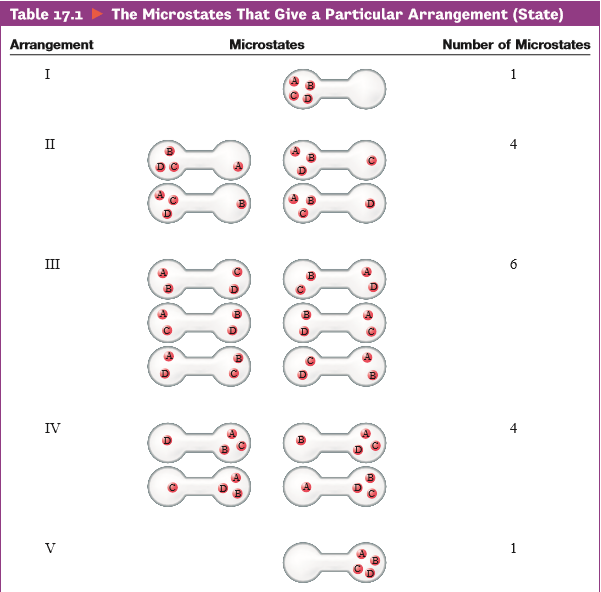 Table 17.1 ▶ The Microstates That Give a Particular Arrangement (State)
Arrangement Microstates Number of Microstates
I 1
A B
C D
II 4
B
D C A
A B
D C
A C
D B
A B
C D
III 6
A C
B D
B A
C D
A B
C D
B A
D C
A B
D C
C A
D B
IV 4
D A
B C
B A
D C
C A
D B
A B
D C
V 1
A B
C D